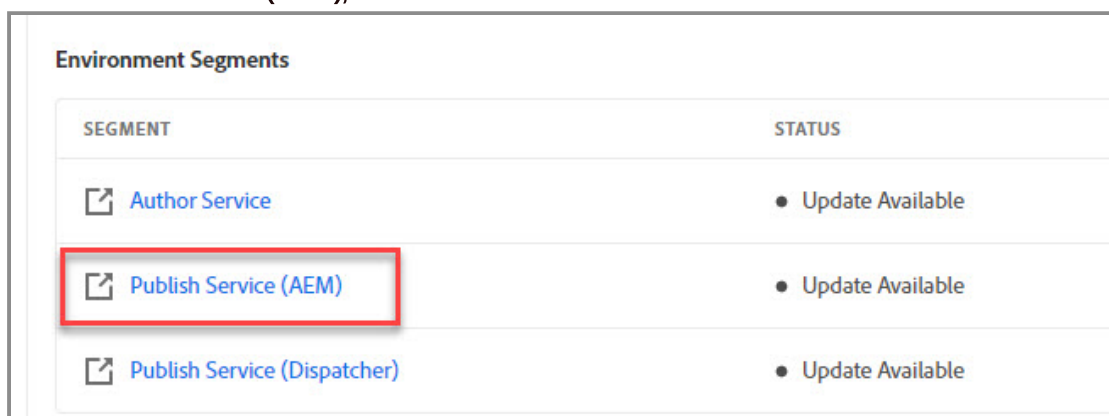 Environment Segments
SEGMENT STATUS
Author Service Update Available
Publish Service (AEM) Update Available
Publish Service (Dispatcher) Update Available